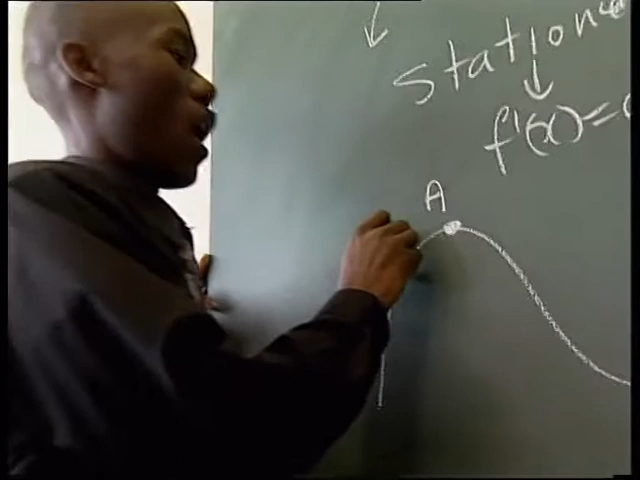 Station
f'(x) =
A